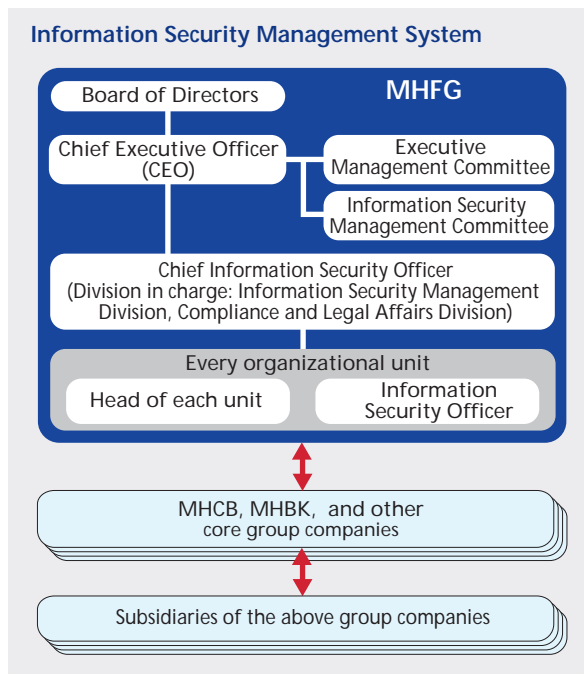 Information Security Management System
MHFG
Board of Directors
Chief Executive Officer
(CEO)
Executive
Management Committee
Information Security
Management Committee
Chief Information Security Officer
(Division in charge: Information Security Management
Division, Compliance and Legal Affairs Division)
Every organizational unit
Head of each unit
Information
Security Officer
MHCB, MHBK, and other
core group companies
Subsidiaries of the above group companies